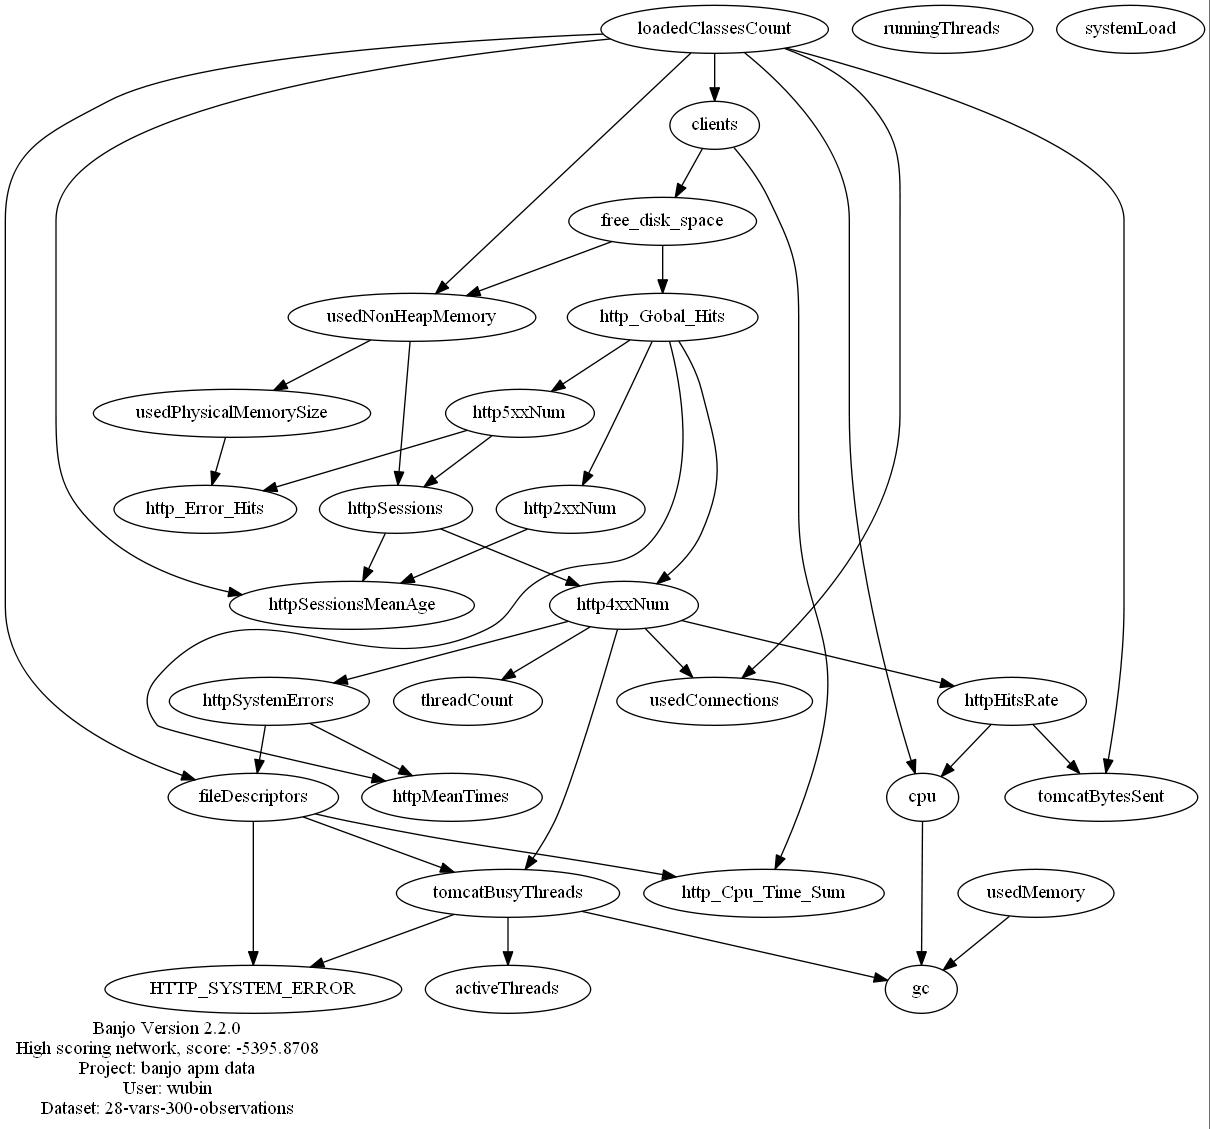 loadedClassesCount
runningThreads
systemLoad
clients
free_disk_space
usedNonHeapMemory
http_Gobal_Hits
usedPhysicalMemorySize
http5xxNum
http_Error_Hits
httpSessions
http2xxNum
httpSessionsMeanAge
http4xxNum
httpSystemErrors
threadCount
usedConnections
httpHitsRate
fileDescriptors
httpMeanTimes
cpu
tomcatBytesSent
tomcatBusyThreads
http_Cpu_Time_Sum
usedMemory
HTTP_SYSTEM_ERROR
activeThreads
gc
Banjo Version 2.2.0
High scoring network, score: -5395.8708
Project: banjo apm data
User: wubin
Dataset: 28-vars-300-observations